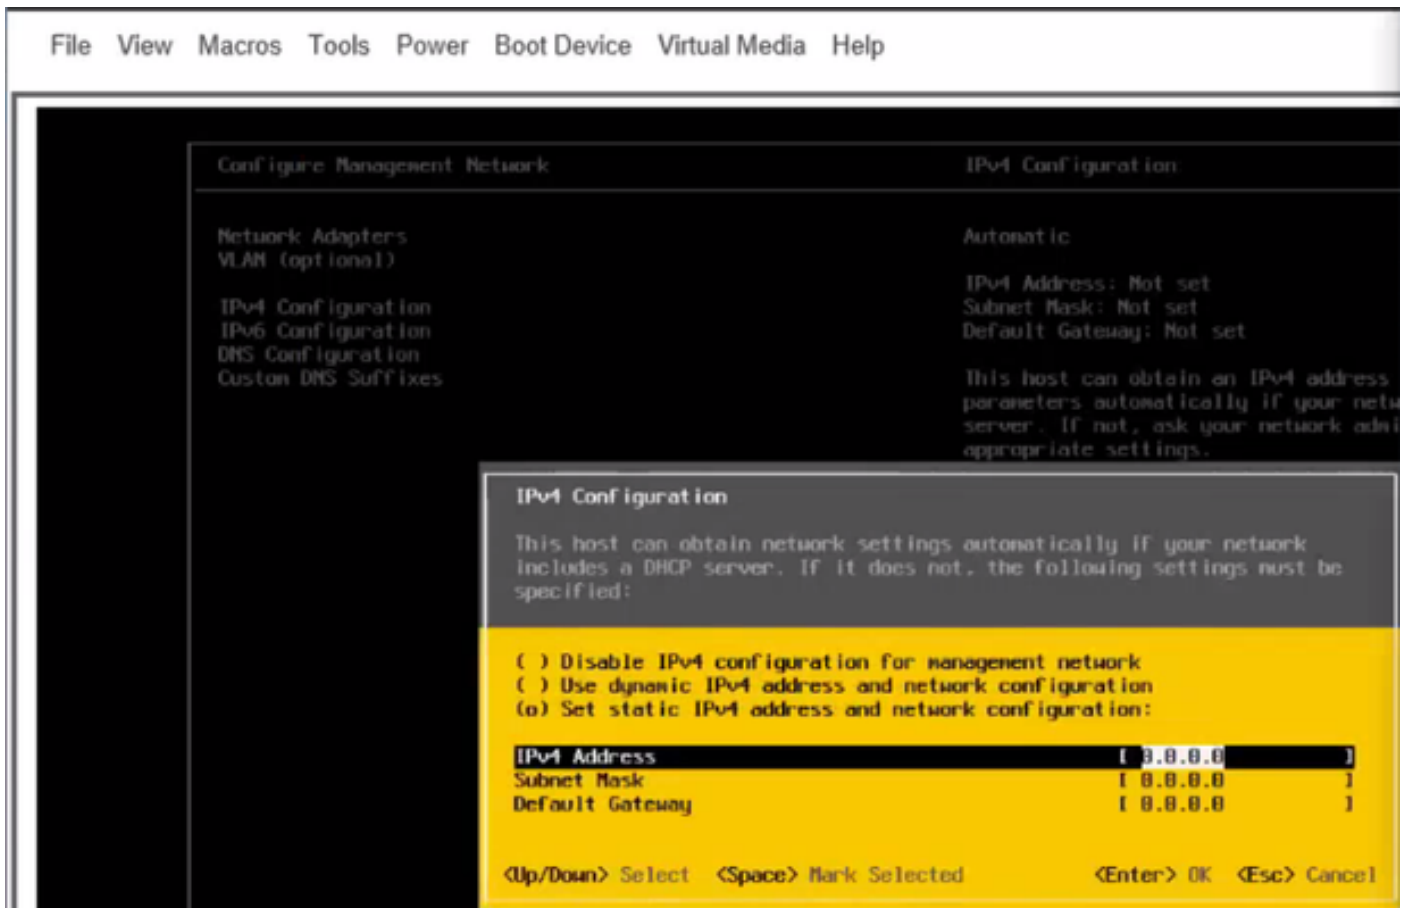 File View Macros Tools Power Boot Device Virtual Media Help
Configure Management Network
IPv4 Configuration
Network Adapters
VLAN (optional)
IPv4 Configuration
IPv6 Configuration
DNS Configuration
Custom DNS Suffixes
Automatic
IPv4 Address: Not set
Subnet Mask: Not set
Default Gateway: Not set
This host can obtain an IPv4 address
parameters automatically if your netw
server. If not, ask your network admi
appropriate settings.
IPv4 Configuration
This host can obtain network settings automatically if your network
includes a DHCP server. If it does not, the following settings must be
specified:
( ) Disable IPv4 configuration for management network
( ) Use dynamic IPv4 address and network configuration
(o) Set static IPv4 address and network configuration:
IPv4 Address [ 0.0.0.0 ]
Subnet Mask [ 0.0.0.0 ]
Default Gateway [ 0.0.0.0 ]
<Up/Down> Select <Space> Mark Selected <Enter> OK <Esc> Cancel